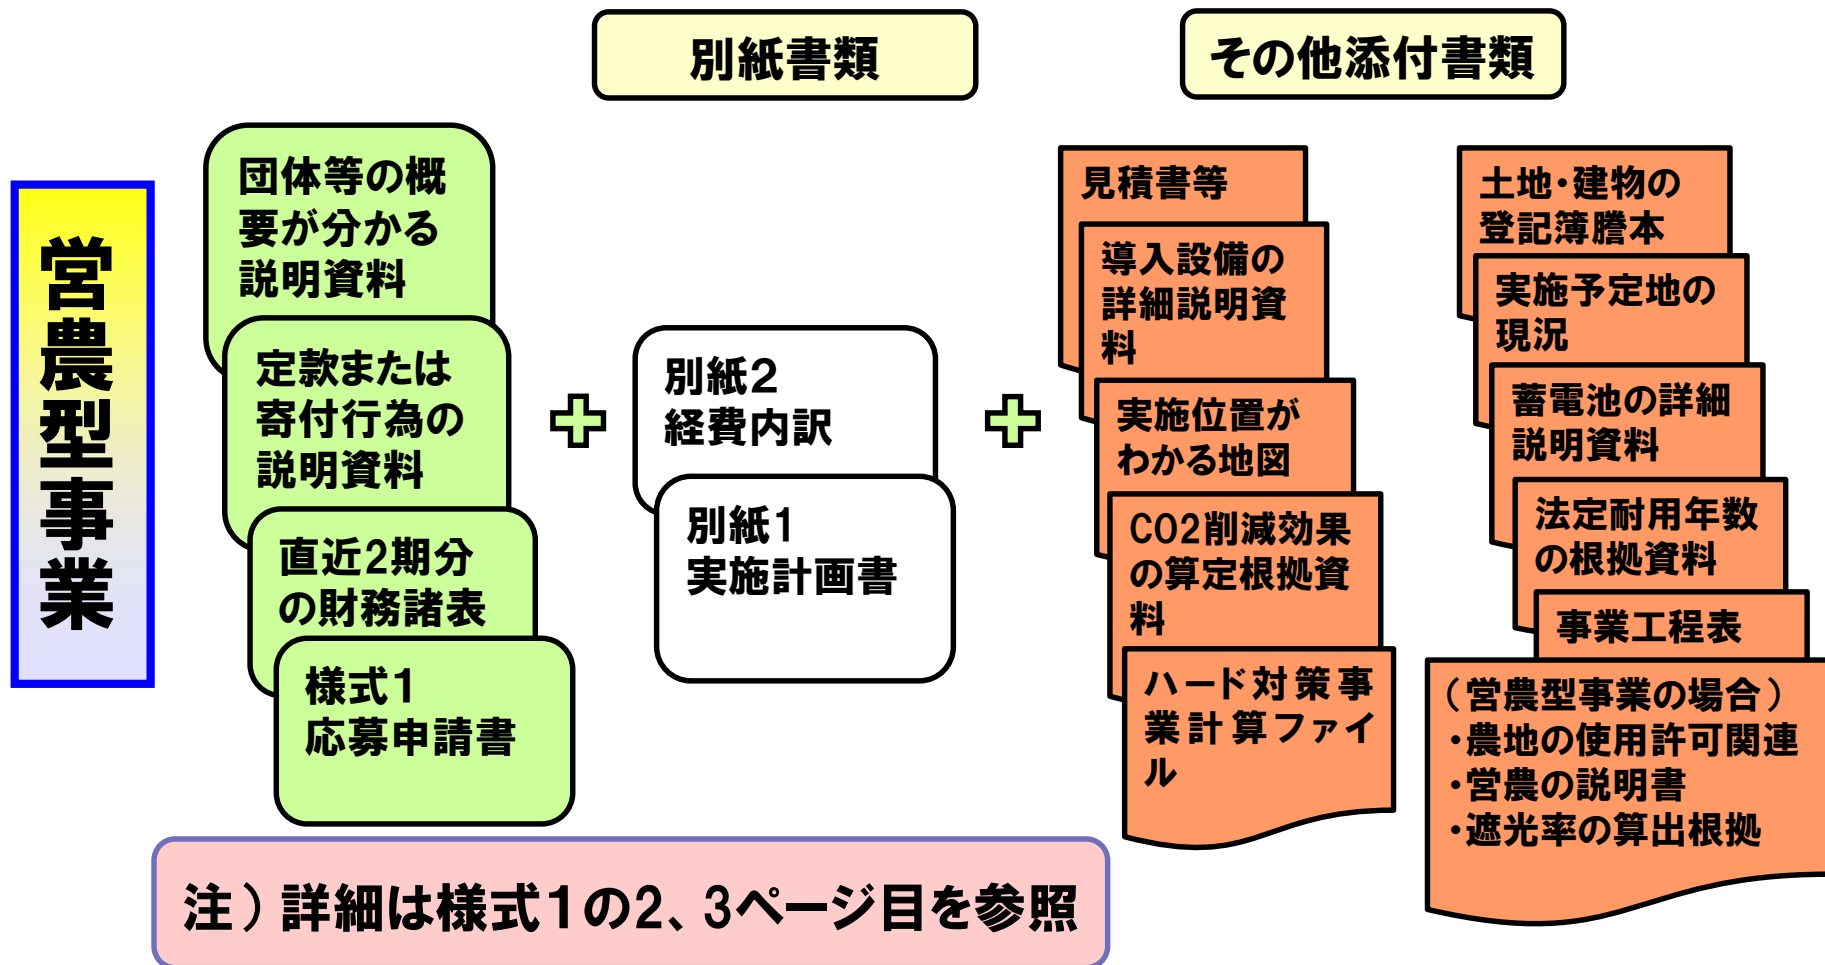 別紙書類
その他添付書類
営農型事業
団体等の概
要が分かる
説明資料
定款または
寄付行為の
説明資料
直近2期分
の財務諸表
様式1
応募申請書
別紙2
経費内訳
別紙1
実施計画書
見積書等
導入設備の
詳細説明資
料
実施位置が
わかる地図
CO2削減効果
の算定根拠資
料
ハード対策事
業計算ファイ
ル
土地・建物の
登記簿謄本
実施予定地の
現況
蓄電池の詳細
説明資料
法定耐用年数
の根拠資料
事業工程表
（営農型事業の場合）
・農地の使用許可関連
・営農の説明書
・遮光率の算出根拠
注）詳細は様式1の2、3ページ目を参照